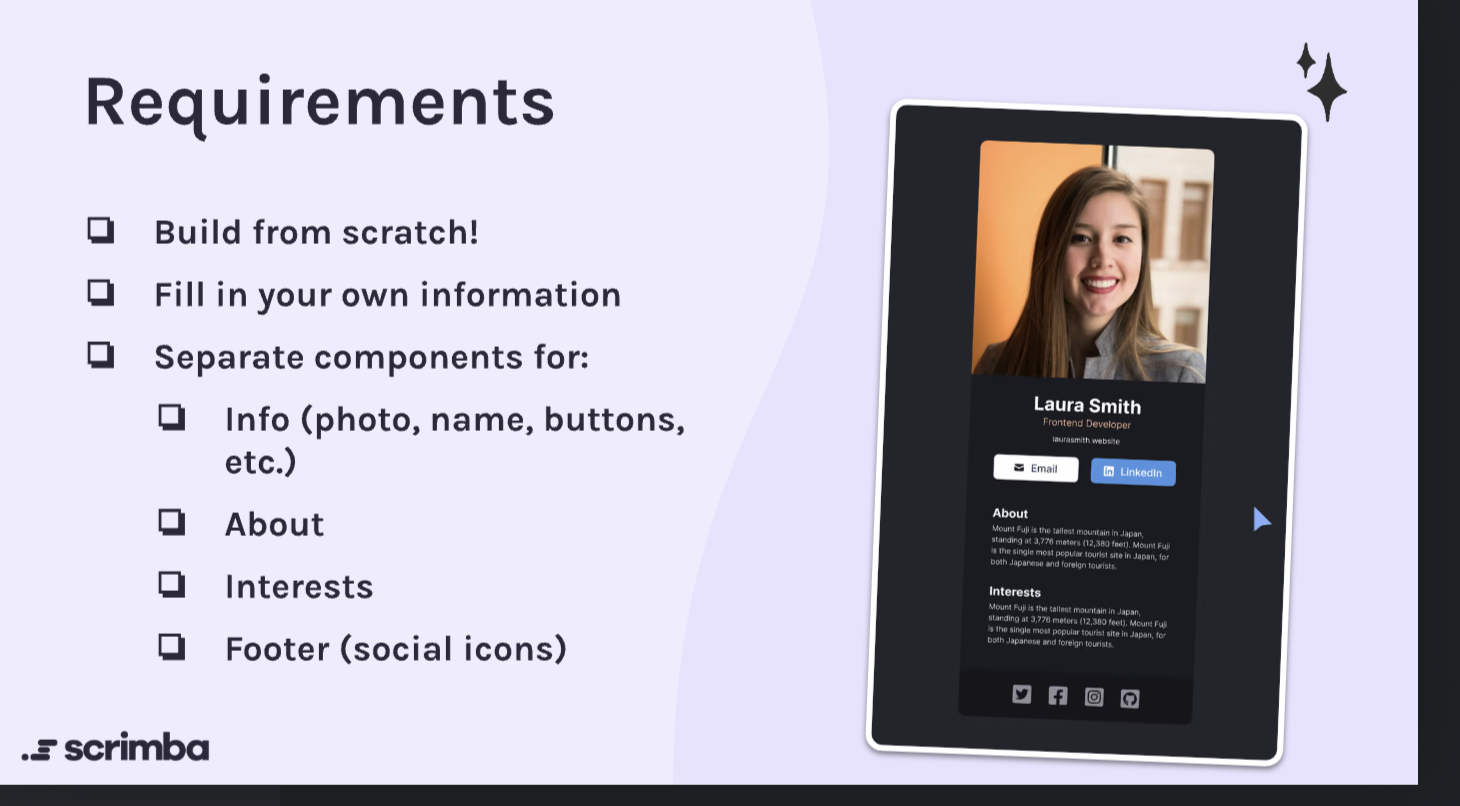 Requirements
Build from scratch!
Fill in your own information
Separate components for:
Info (photo, name, buttons,
etc.)
About
Interests
Footer (social icons)
scrimba
Laura Smith
Frontend Developer
laurasmith.website
Email
LinkedIn
About
Mount Fuji is the tallest mountain in Japan,
standing at 3,776 meters (12,380 feet). Mount Fuji
is the single most popular tourist site in Japan, for
both Japanese and foreign tourists.
Interests
Mount Fuji is the tallest mountain in Japan,
standing at 3,776 meters (12,380 feet). Mount Fuji
is the single most popular tourist site in Japan, for
both Japanese and foreign tourists.